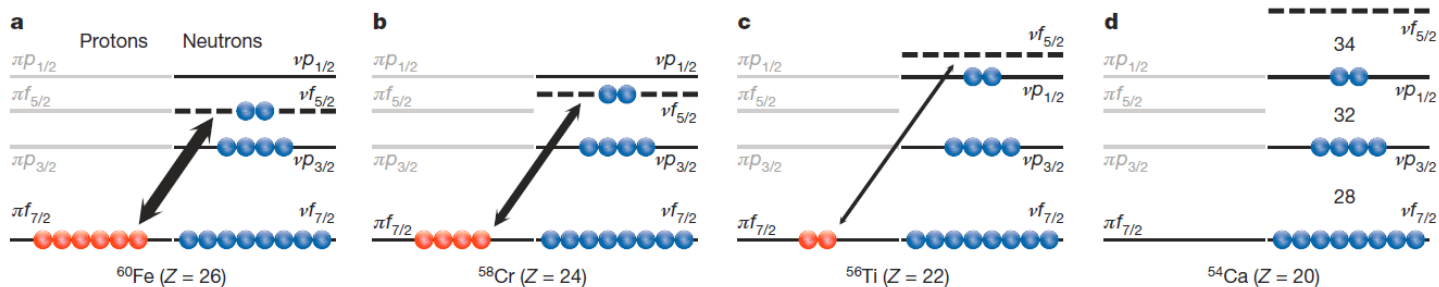 a
Protons Neutrons
πp1/2 νp1/2
πf5/2 νf5/2
πp3/2 νp3/2
πf7/2 νf7/2
60Fe (Z = 26)
b
πp1/2 νp1/2
πf5/2 νf5/2
πp3/2 νp3/2
πf7/2 νf7/2
58Cr (Z = 24)
c
νf5/2
πp1/2 νp1/2
πf5/2
πp3/2 νp3/2
πf7/2 νf7/2
56Ti (Z = 22)
d
νf5/2
34
πp1/2 νp1/2
πf5/2 32
πp3/2 νp3/2
28
πf7/2 νf7/2
54Ca (Z = 20)